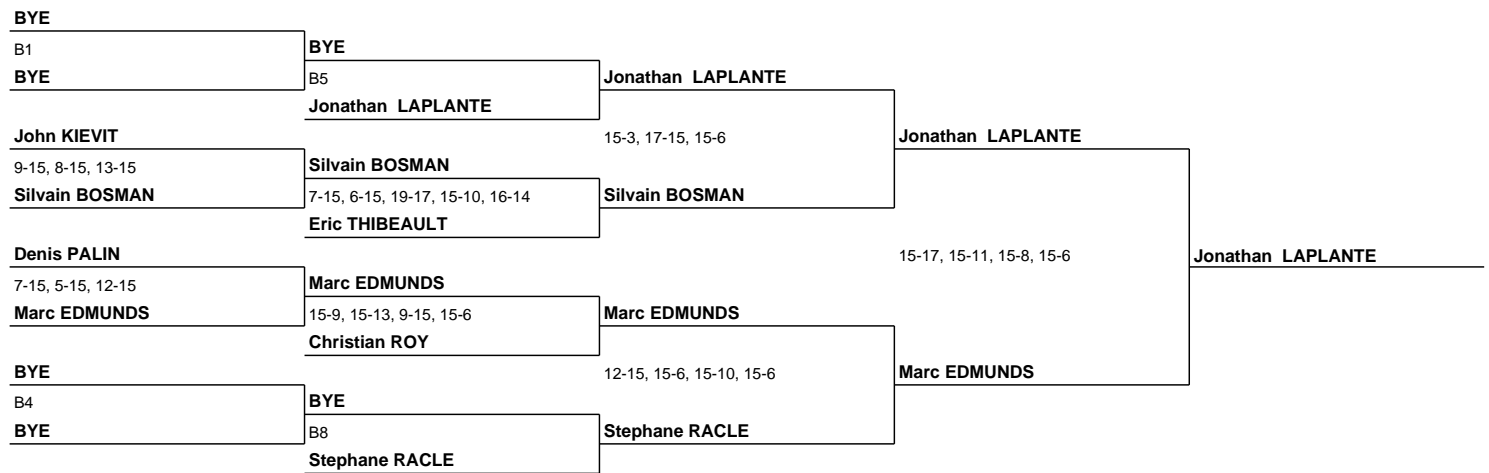 BYE
B1
BYE
BYE
B5
Jonathan LAPLANTE
Jonathan LAPLANTE
John KIEVIT
15-3, 17-15, 15-6
Jonathan LAPLANTE
9-15, 8-15, 13-15
Silvain BOSMAN
Silvain BOSMAN
7-15, 6-15, 19-17, 15-10, 16-14
Silvain BOSMAN
Eric THIBEAULT
Denis PALIN
15-17, 15-11, 15-8, 15-6
Jonathan LAPLANTE
7-15, 5-15, 12-15
Marc EDMUNDS
Marc EDMUNDS
15-9, 15-13, 9-15, 15-6
Marc EDMUNDS
Christian ROY
BYE
12-15, 15-6, 15-10, 15-6
Marc EDMUNDS
B4
BYE
BYE
B8
Stephane RACLE
Stephane RACLE